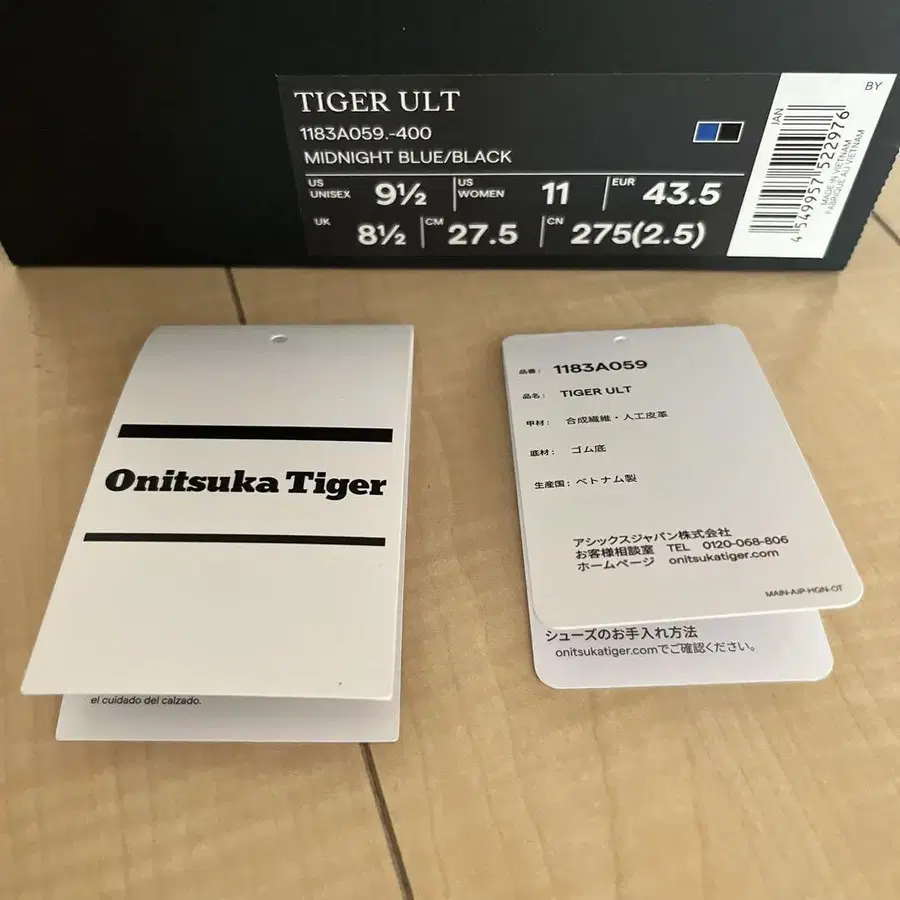 TIGER ULT
1183A059.-400
MIDNIGHT BLUE/BLACK
US UNISEX 9½ US WOMEN 11 EUR 43.5
UK 8½ CM 27.5 CN 275(2.5)
BY
JAN
4 549957 522976
MADE IN VIETNAM
FABRIQUE AU VIETNAM
Onitsuka Tiger
el cuidado del calzado.
品番: 1183A059
品名: TIGER ULT
甲材: 合成繊維・人工皮革
底材: ゴム底
生産国: ベトナム製
アシックスジャパン株式会社
お客様相談室 TEL 0120-068-806
ホームページ onitsukatiger.com
MAIN-AJP-HQN-OT
シューズのお手入れ方法
onitsukatiger.comでご確認ください。